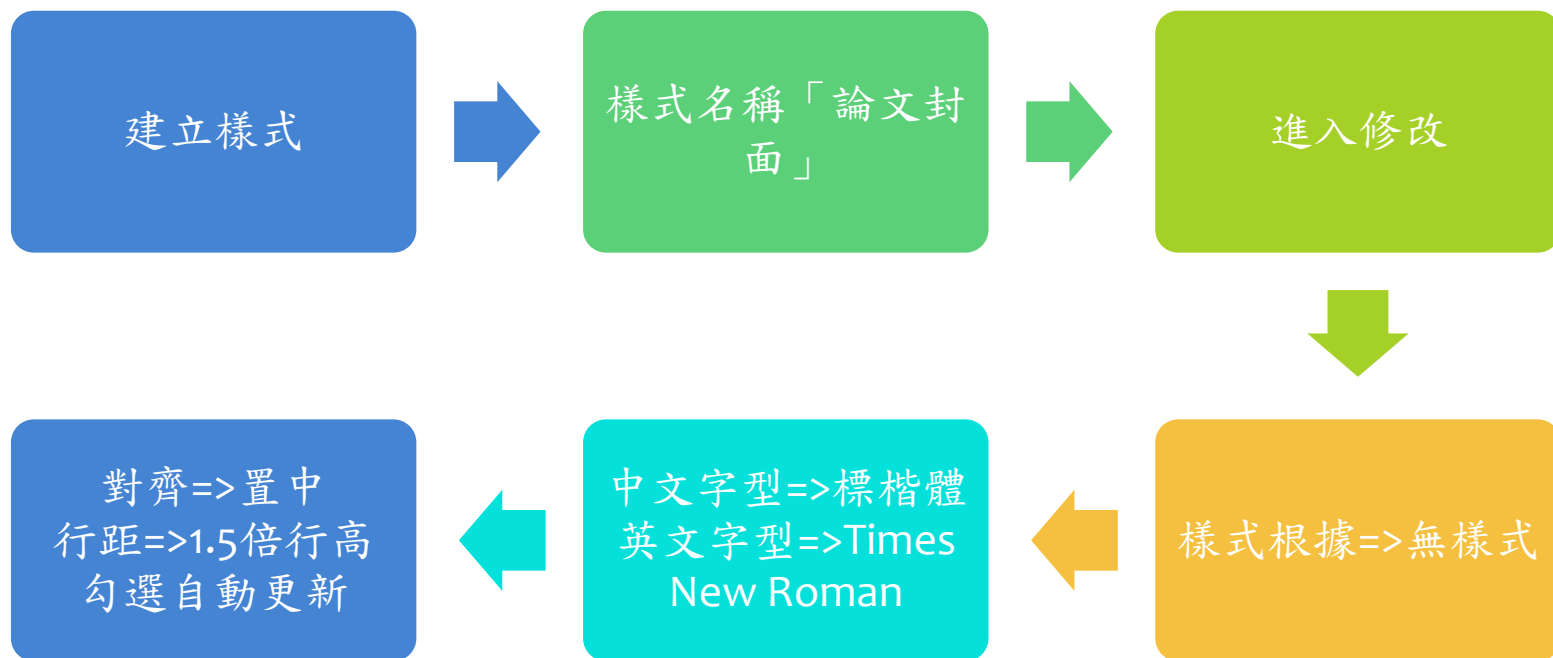 建立樣式
樣式名稱「論文封
面」
進入修改
樣式根據=>無樣式
中文字型=>標楷體
英文字型=>Times
New Roman
對齊=>置中
行距=>1.5倍行高
勾選自動更新